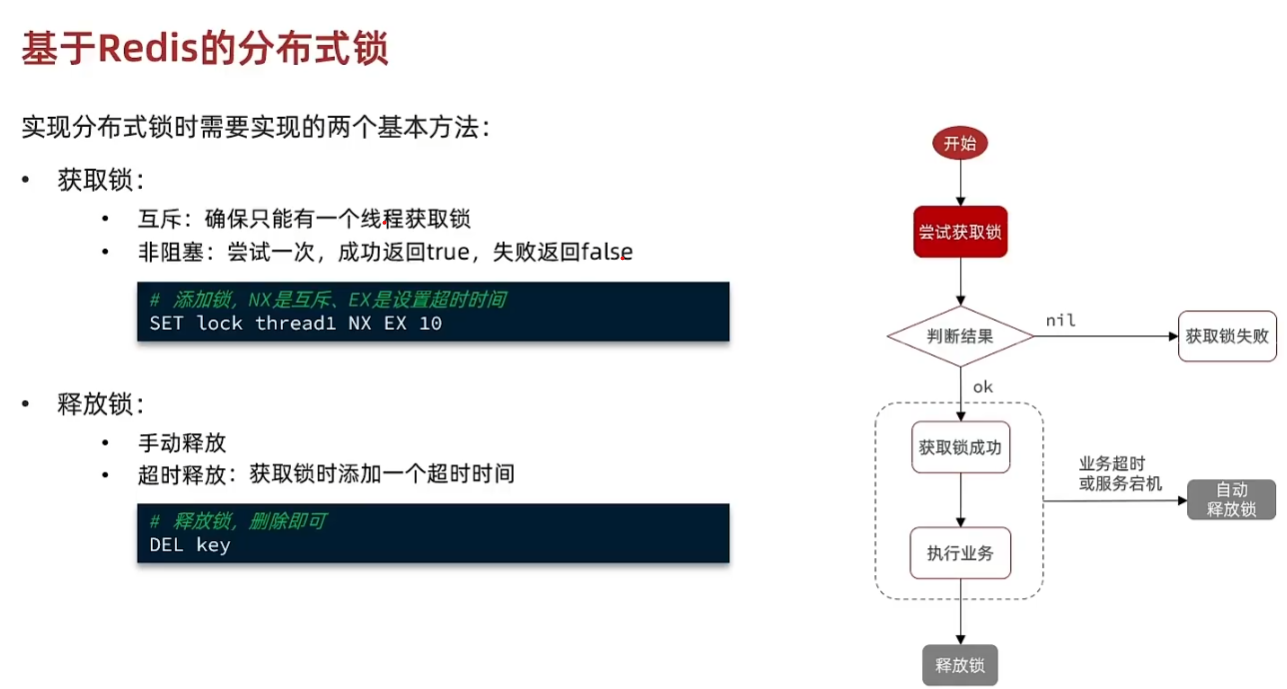 基于Redis的分布式锁
实现分布式锁时需要实现的两个基本方法：
• 获取锁：
• 互斥：确保只能有一个线程获取锁
• 非阻塞：尝试一次，成功返回true，失败返回false
# 添加锁，NX是互斥、EX是设置超时时间
SET lock thread1 NX EX 10
• 释放锁：
• 手动释放
• 超时释放：获取锁时添加一个超时时间
# 释放锁，删除即可
DEL key
开始
尝试获取锁
判断结果
nil
获取锁失败
ok
获取锁成功
业务超时
或服务宕机
自动
释放锁
执行业务
释放锁